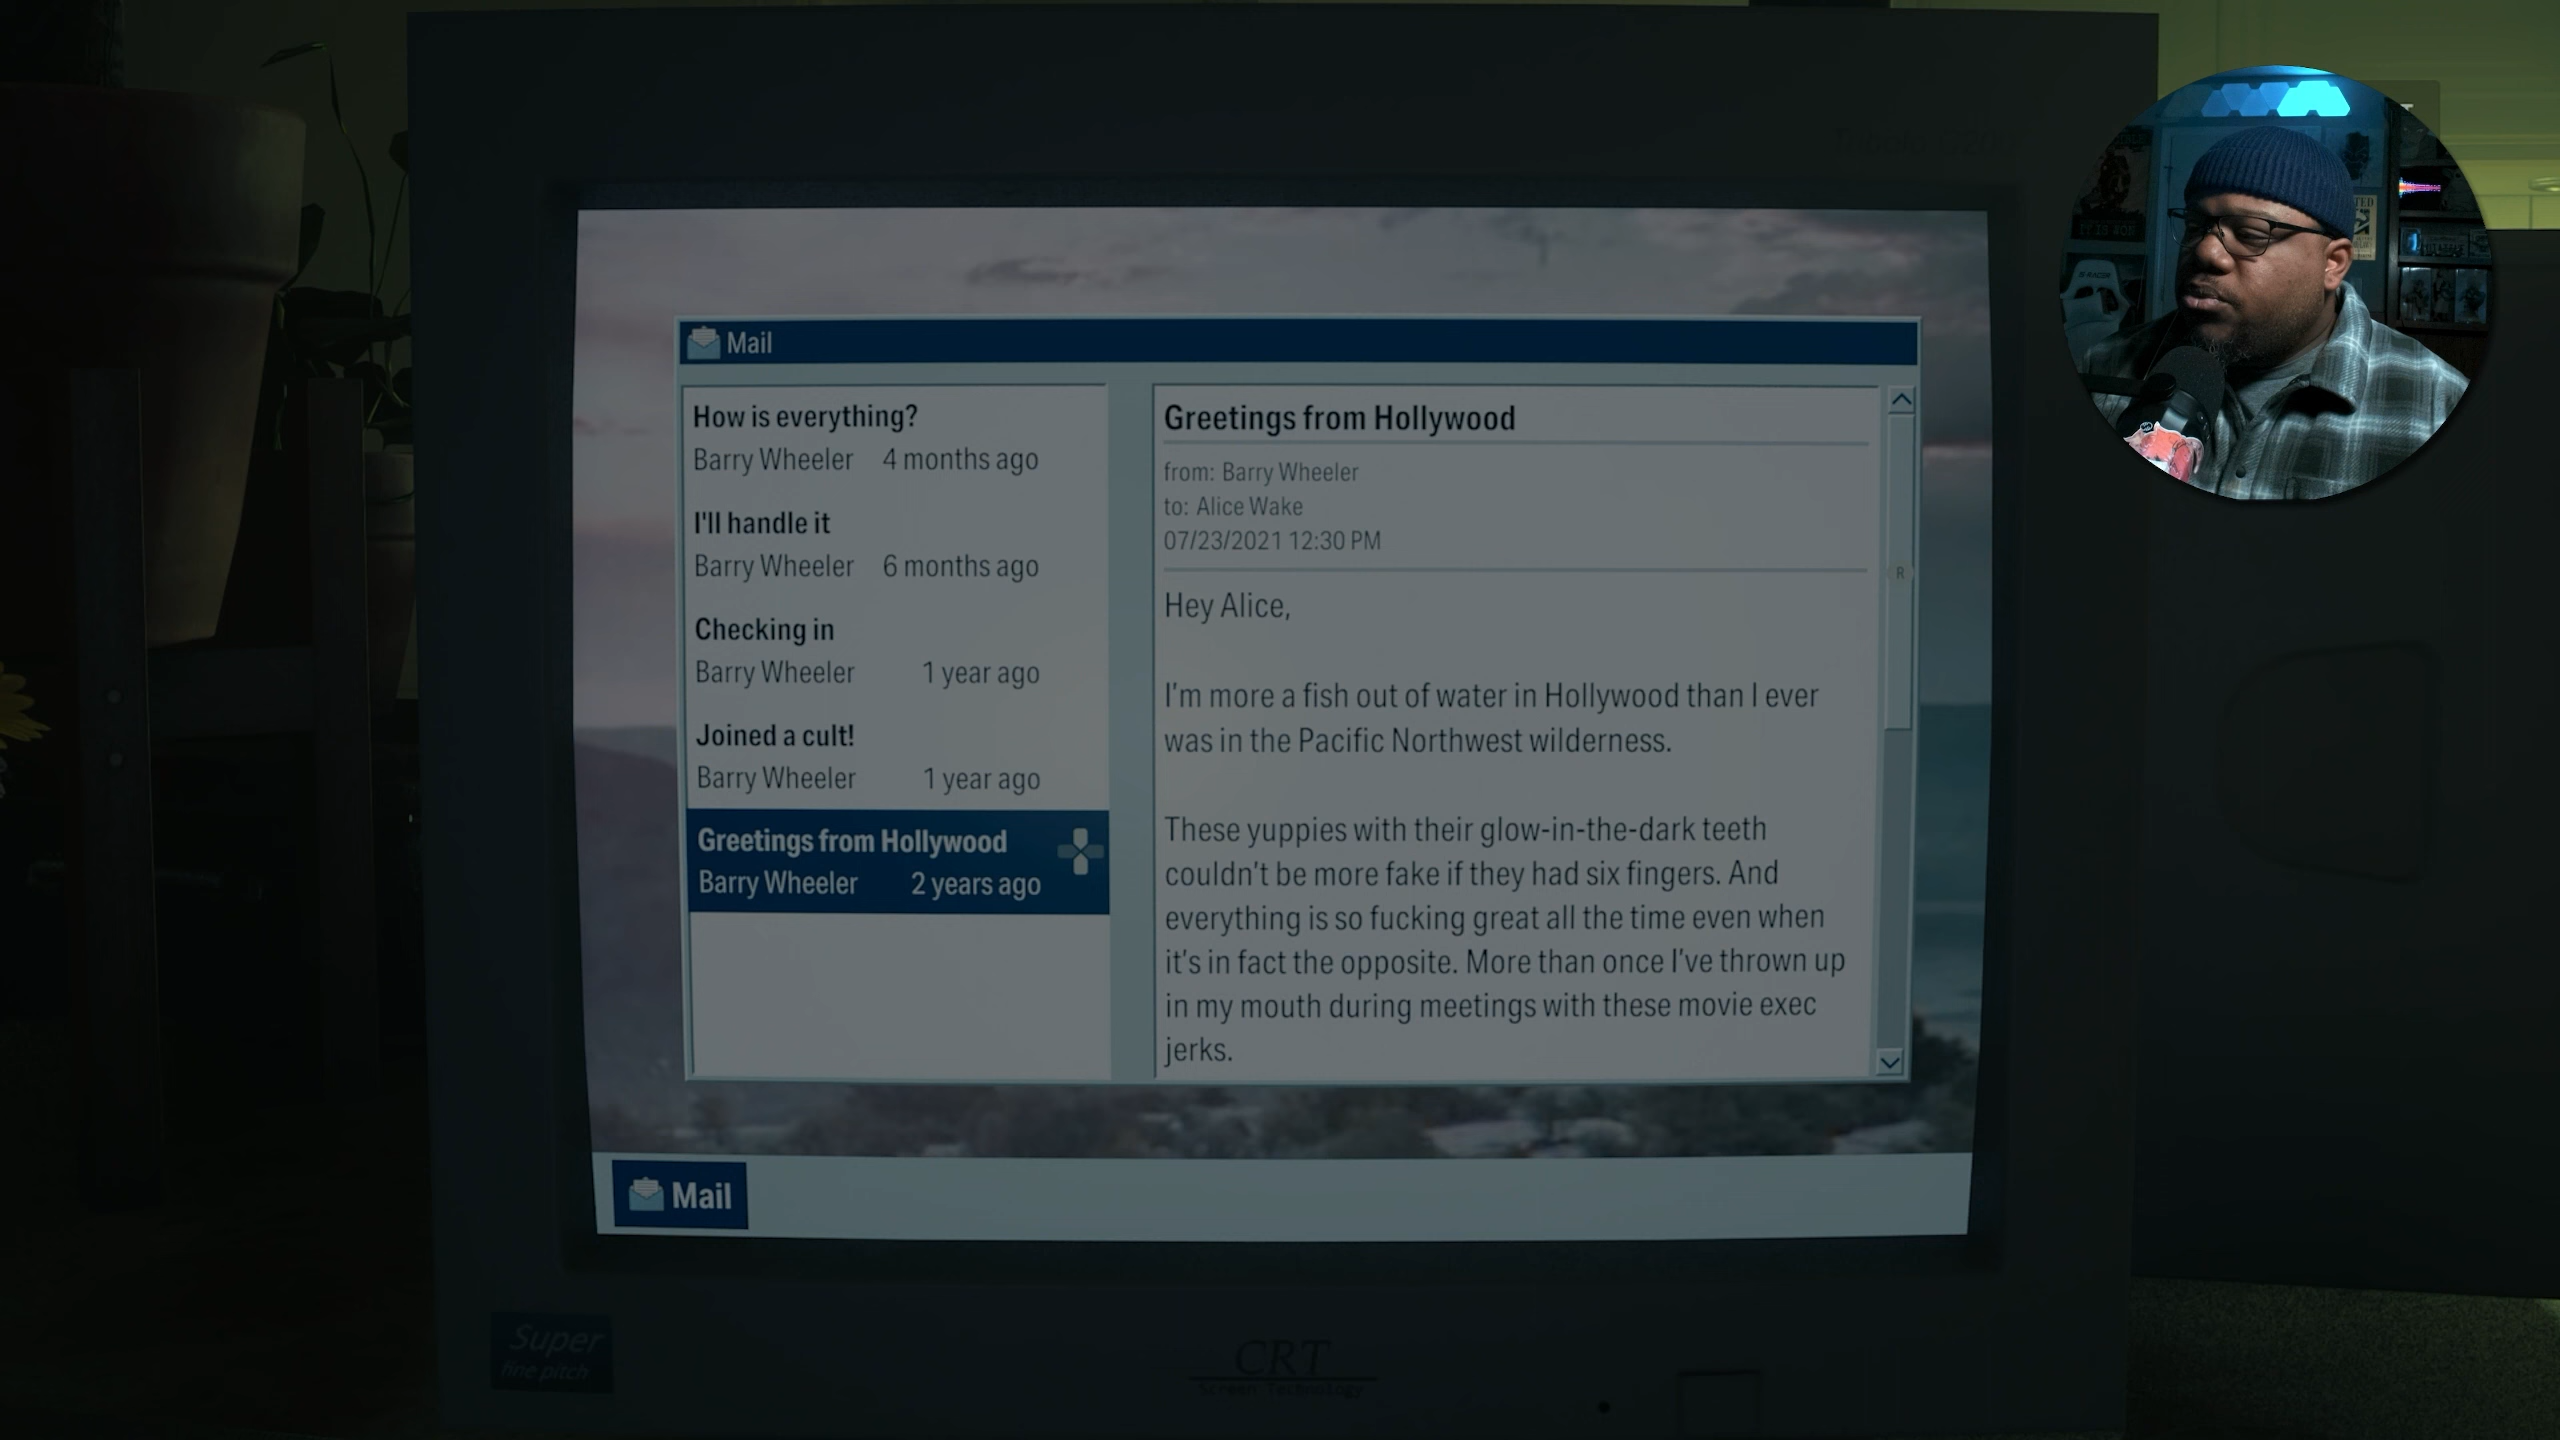 Mail
How is everything?
Barry Wheeler 4 months ago
I'll handle it
Barry Wheeler 6 months ago
Checking in
Barry Wheeler 1 year ago
Joined a cult!
Barry Wheeler 1 year ago
Greetings from Hollywood
Barry Wheeler 2 years ago
Greetings from Hollywood
from: Barry Wheeler
to: Alice Wake
07/23/2021 12:30 PM
Hey Alice,
I'm more a fish out of water in Hollywood than I ever
was in the Pacific Northwest wilderness.
These yuppies with their glow-in-the-dark teeth
couldn't be more fake if they had six fingers. And
everything is so fucking great all the time even when
it's in fact the opposite. More than once I've thrown up
in my mouth during meetings with these movie exec
jerks.
R
Mail
Super
fine pitch
CRT
Screen Technology